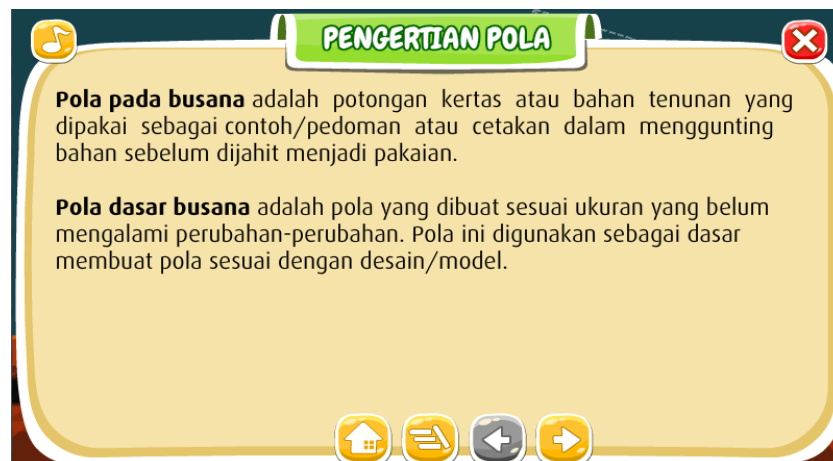 PENGERTIAN POLA
Pola pada busana adalah potongan kertas atau bahan tenunan yang
dipakai sebagai contoh/pedoman atau cetakan dalam menggunting
bahan sebelum dijahit menjadi pakaian.
Pola dasar busana adalah pola yang dibuat sesuai ukuran yang belum
mengalami perubahan-perubahan. Pola ini digunakan sebagai dasar
membuat pola sesuai dengan desain/model.